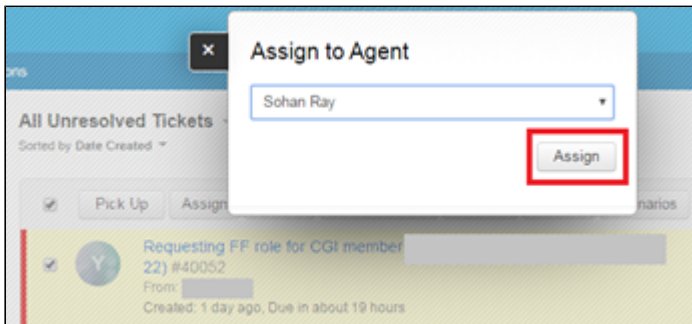 ons
×
Assign to Agent
Sohan Ray
Assign
All Unresolved Tickets
Sorted by Date Created
Pick Up Assign narios
Y
Requesting FF role for CGI member
22) #40052
From:
Created: 1 day ago, Due in about 19 hours